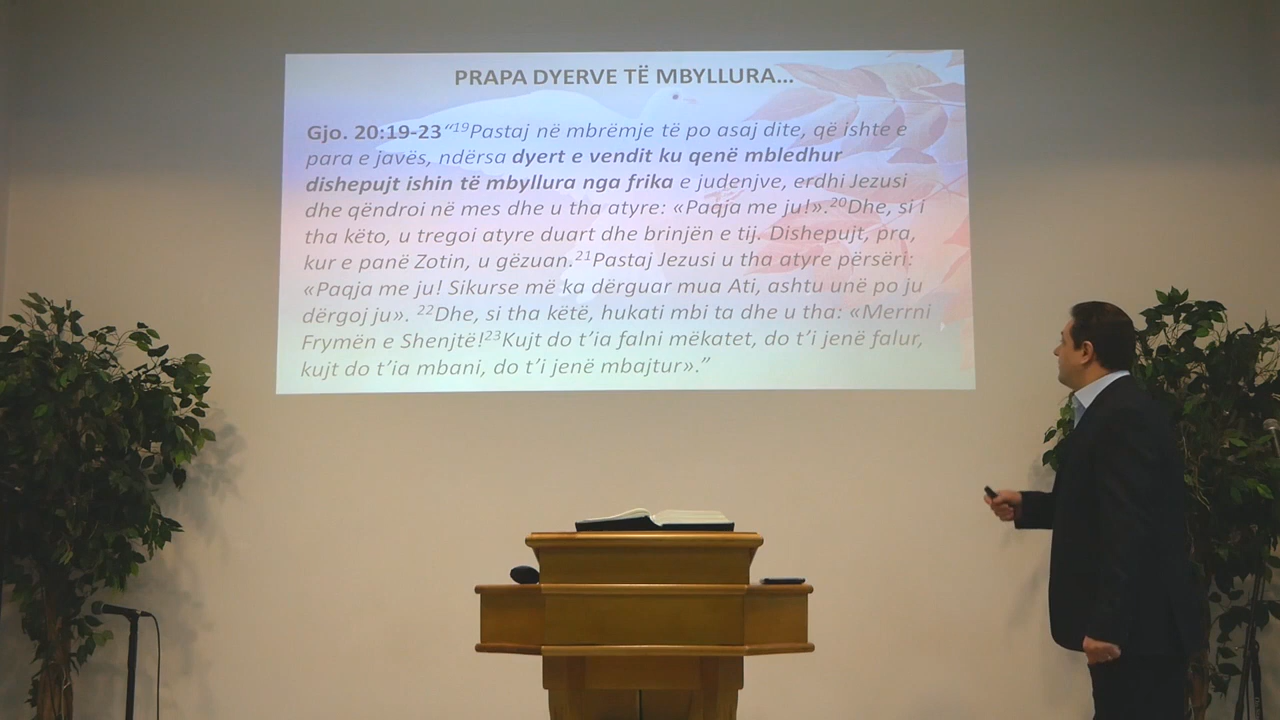 PRAPA DYERVE TË MBYLLURA...
Gjo. 20:19-23“¹⁹Pastaj në mbrëmje të po asaj dite, që ishte e
para e javës, ndërsa dyert e vendit ku qenë mbledhur
dishepujt ishin të mbyllura nga frika e judenjve, erdhi Jezusi
dhe qëndroi në mes dhe u tha atyre: «Paqja me ju!».²⁰Dhe, si i
tha këto, u tregoi atyre duart dhe brinjën e tij. Dishepujt, pra,
kur e panë Zotin, u gëzuan.²¹Pastaj Jezusi u tha atyre përsëri:
«Paqja me ju! Sikurse më ka dërguar mua Ati, ashtu unë po ju
dërgoj ju». ²²Dhe, si tha këtë, hukati mbi ta dhe u tha: «Merrni
Frymën e Shenjtë!²³Kujt do t’ia falni mëkatet, do t’i jenë falur,
kujt do t’ia mbani, do t’i jenë mbajtur».”